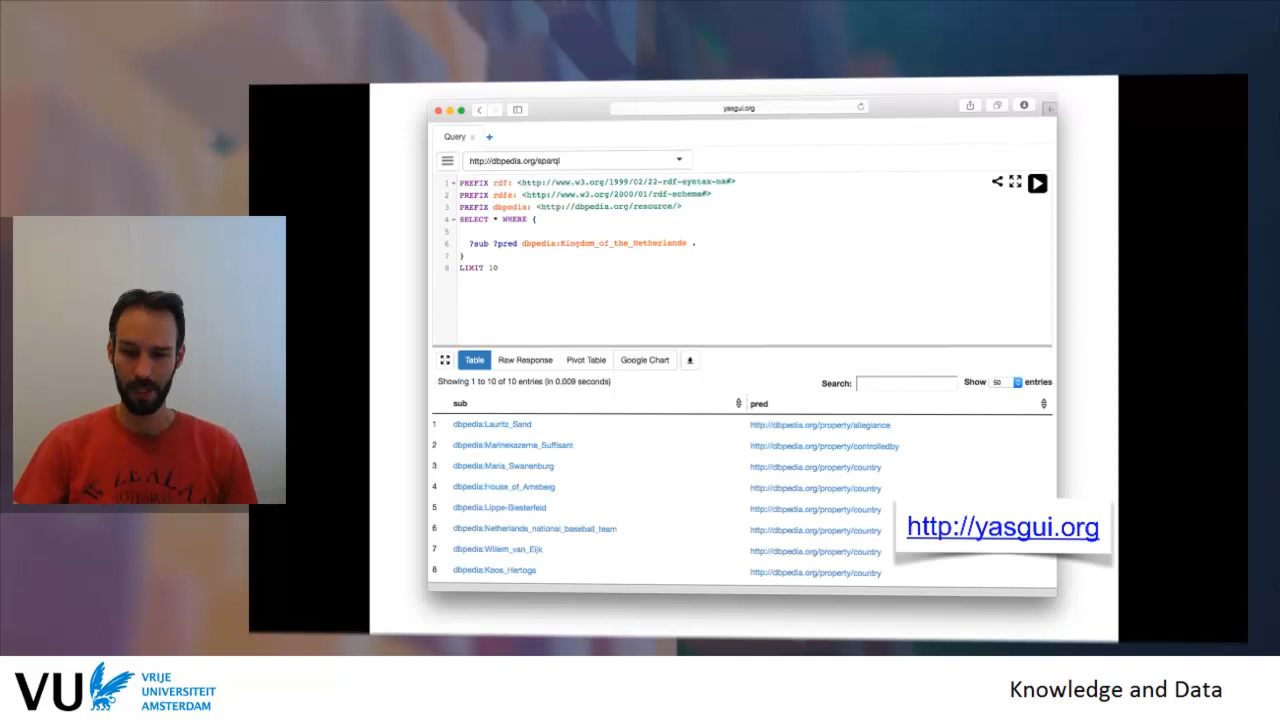 yasgui.org
Query
http://dbpedia.org/sparql
1 PREFIX rdf: <http://www.w3.org/1999/02/22-rdf-syntax-ns#>
2 PREFIX rdfs: <http://www.w3.org/2000/01/rdf-schema#>
3 PREFIX dbpedia: <http://dbpedia.org/resource/>
4 SELECT * WHERE {
5
6 ?sub ?pred dbpedia:Kingdom_of_the_Netherlands .
7 }
8 LIMIT 10
Table Raw Response Pivot Table Google Chart
Showing 1 to 10 of 10 entries (in 0.009 seconds) Search: Show 50 entries
sub pred
1 dbpedia:Lauritz_Sand http://dbpedia.org/property/allegiance
2 dbpedia:Marinekazerne_Suffisant http://dbpedia.org/property/controlledby
3 dbpedia:Maria_Swanenburg http://dbpedia.org/property/country
4 dbpedia:House_of_Arnsberg http://dbpedia.org/property/country
5 dbpedia:Lippe-Biesterfeld http://dbpedia.org/property/country
6 dbpedia:Netherlands_national_baseball_team http://dbpedia.org/property/country
7 dbpedia:Willem_van_Eijk http://dbpedia.org/property/country
8 dbpedia:Koos_Hertogs http://dbpedia.org/property/country
http://yasgui.org
ZEALA
VU VRIJE
UNIVERSITEIT
AMSTERDAM
Knowledge and Data